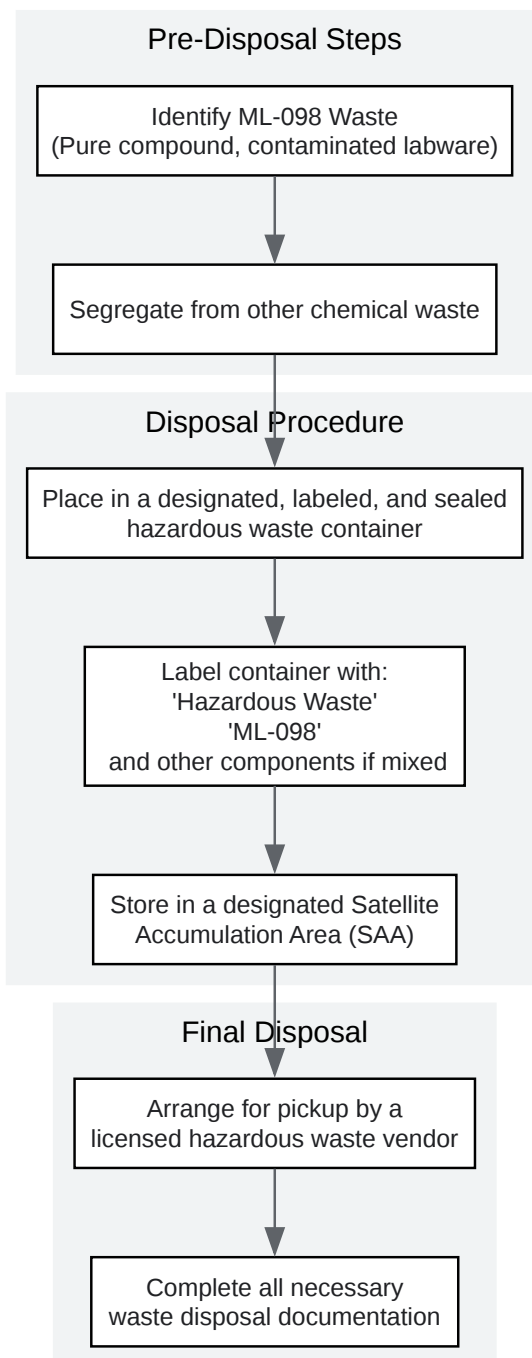 Pre-Disposal Steps
Identify ML-098 Waste
(Pure compound, contaminated labware)
Segregate from other chemical waste
Disposal Procedure
Place in a designated, labeled, and sealed
hazardous waste container
Label container with:
'Hazardous Waste'
'ML-098'
and other components if mixed
Store in a designated Satellite
Accumulation Area (SAA)
Final Disposal
Arrange for pickup by a
licensed hazardous waste vendor
Complete all necessary
waste disposal documentation